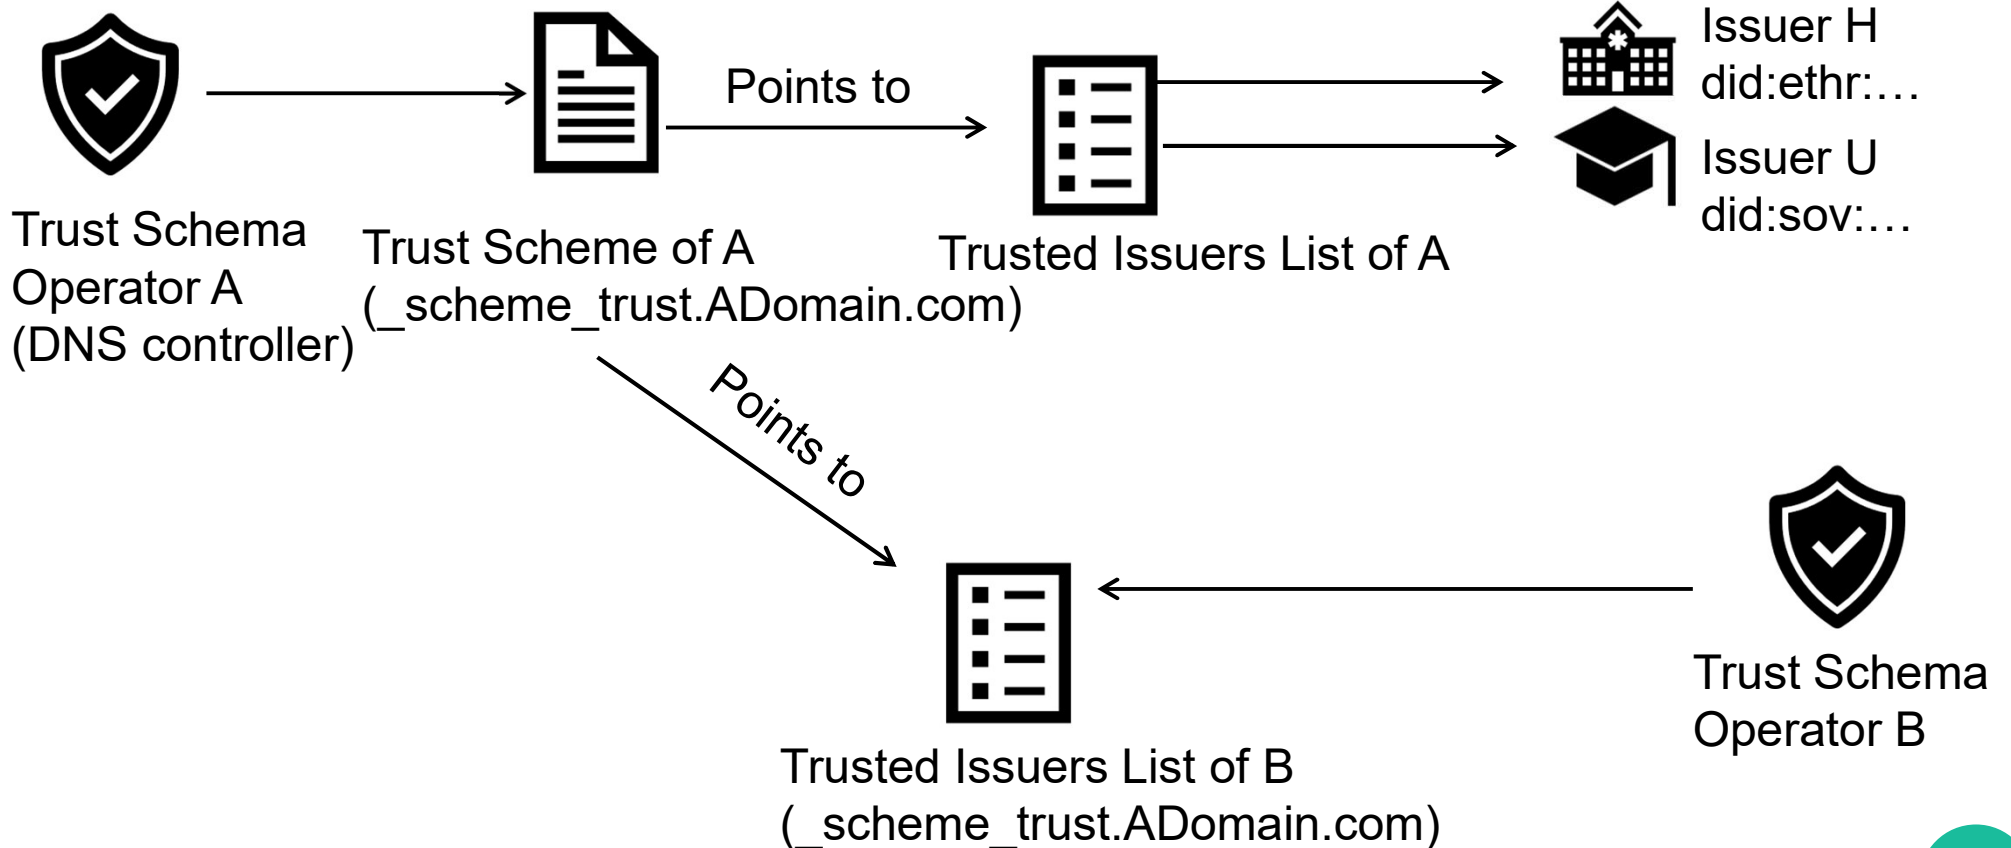 Issuer H
did:ethr:...
Points to
Issuer U
did:sov:...
Trust Schema
Operator A
(DNS controller)
Trust Scheme of A
(_scheme_trust.ADomain.com)
Trusted Issuers List of A
Points to
Trust Schema
Operator B
Trusted Issuers List of B
(_scheme_trust.ADomain.com)